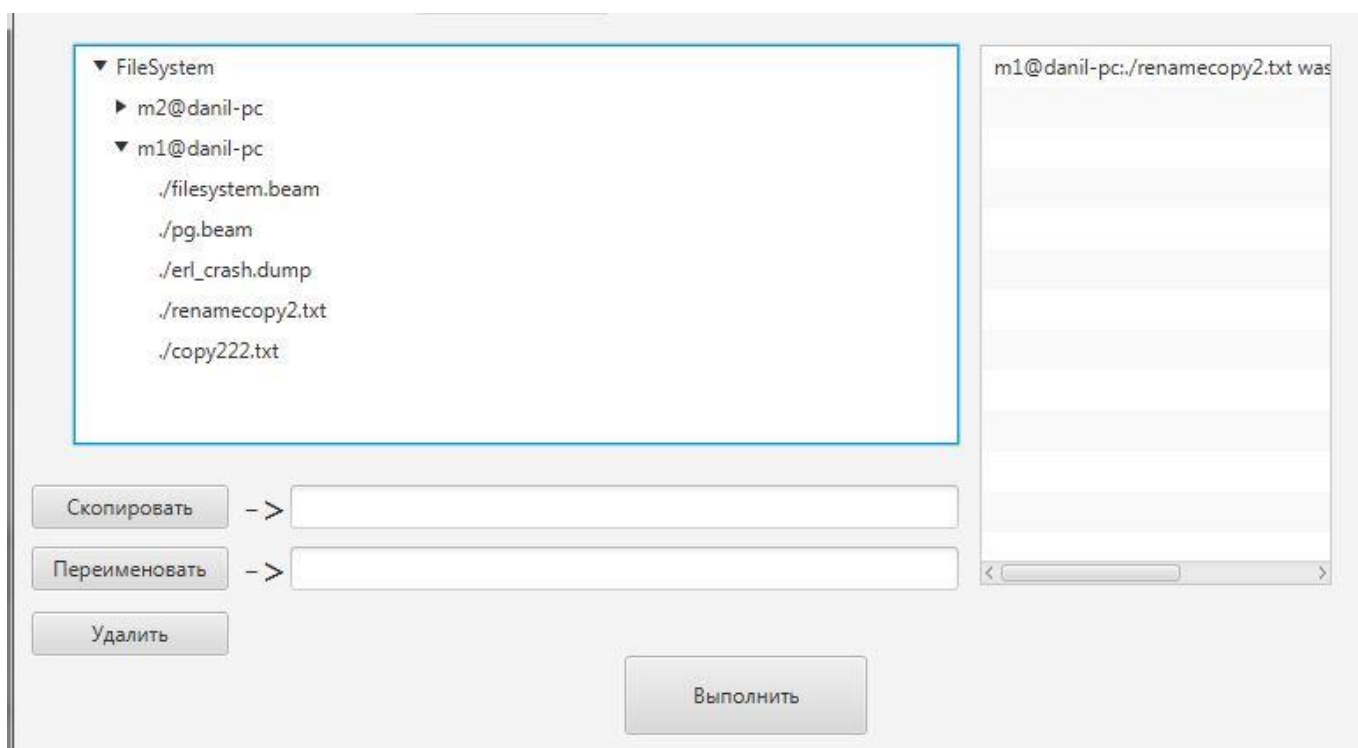 FileSystem
m2@danil-pc
m1@danil-pc
./filesystem.beam
./pg.beam
./erl_crash.dump
./renamecopy2.txt
./copy222.txt
m1@danil-pc:./renamecopy2.txt was
Скопировать –>
Переименовать –>
Удалить
Выполнить